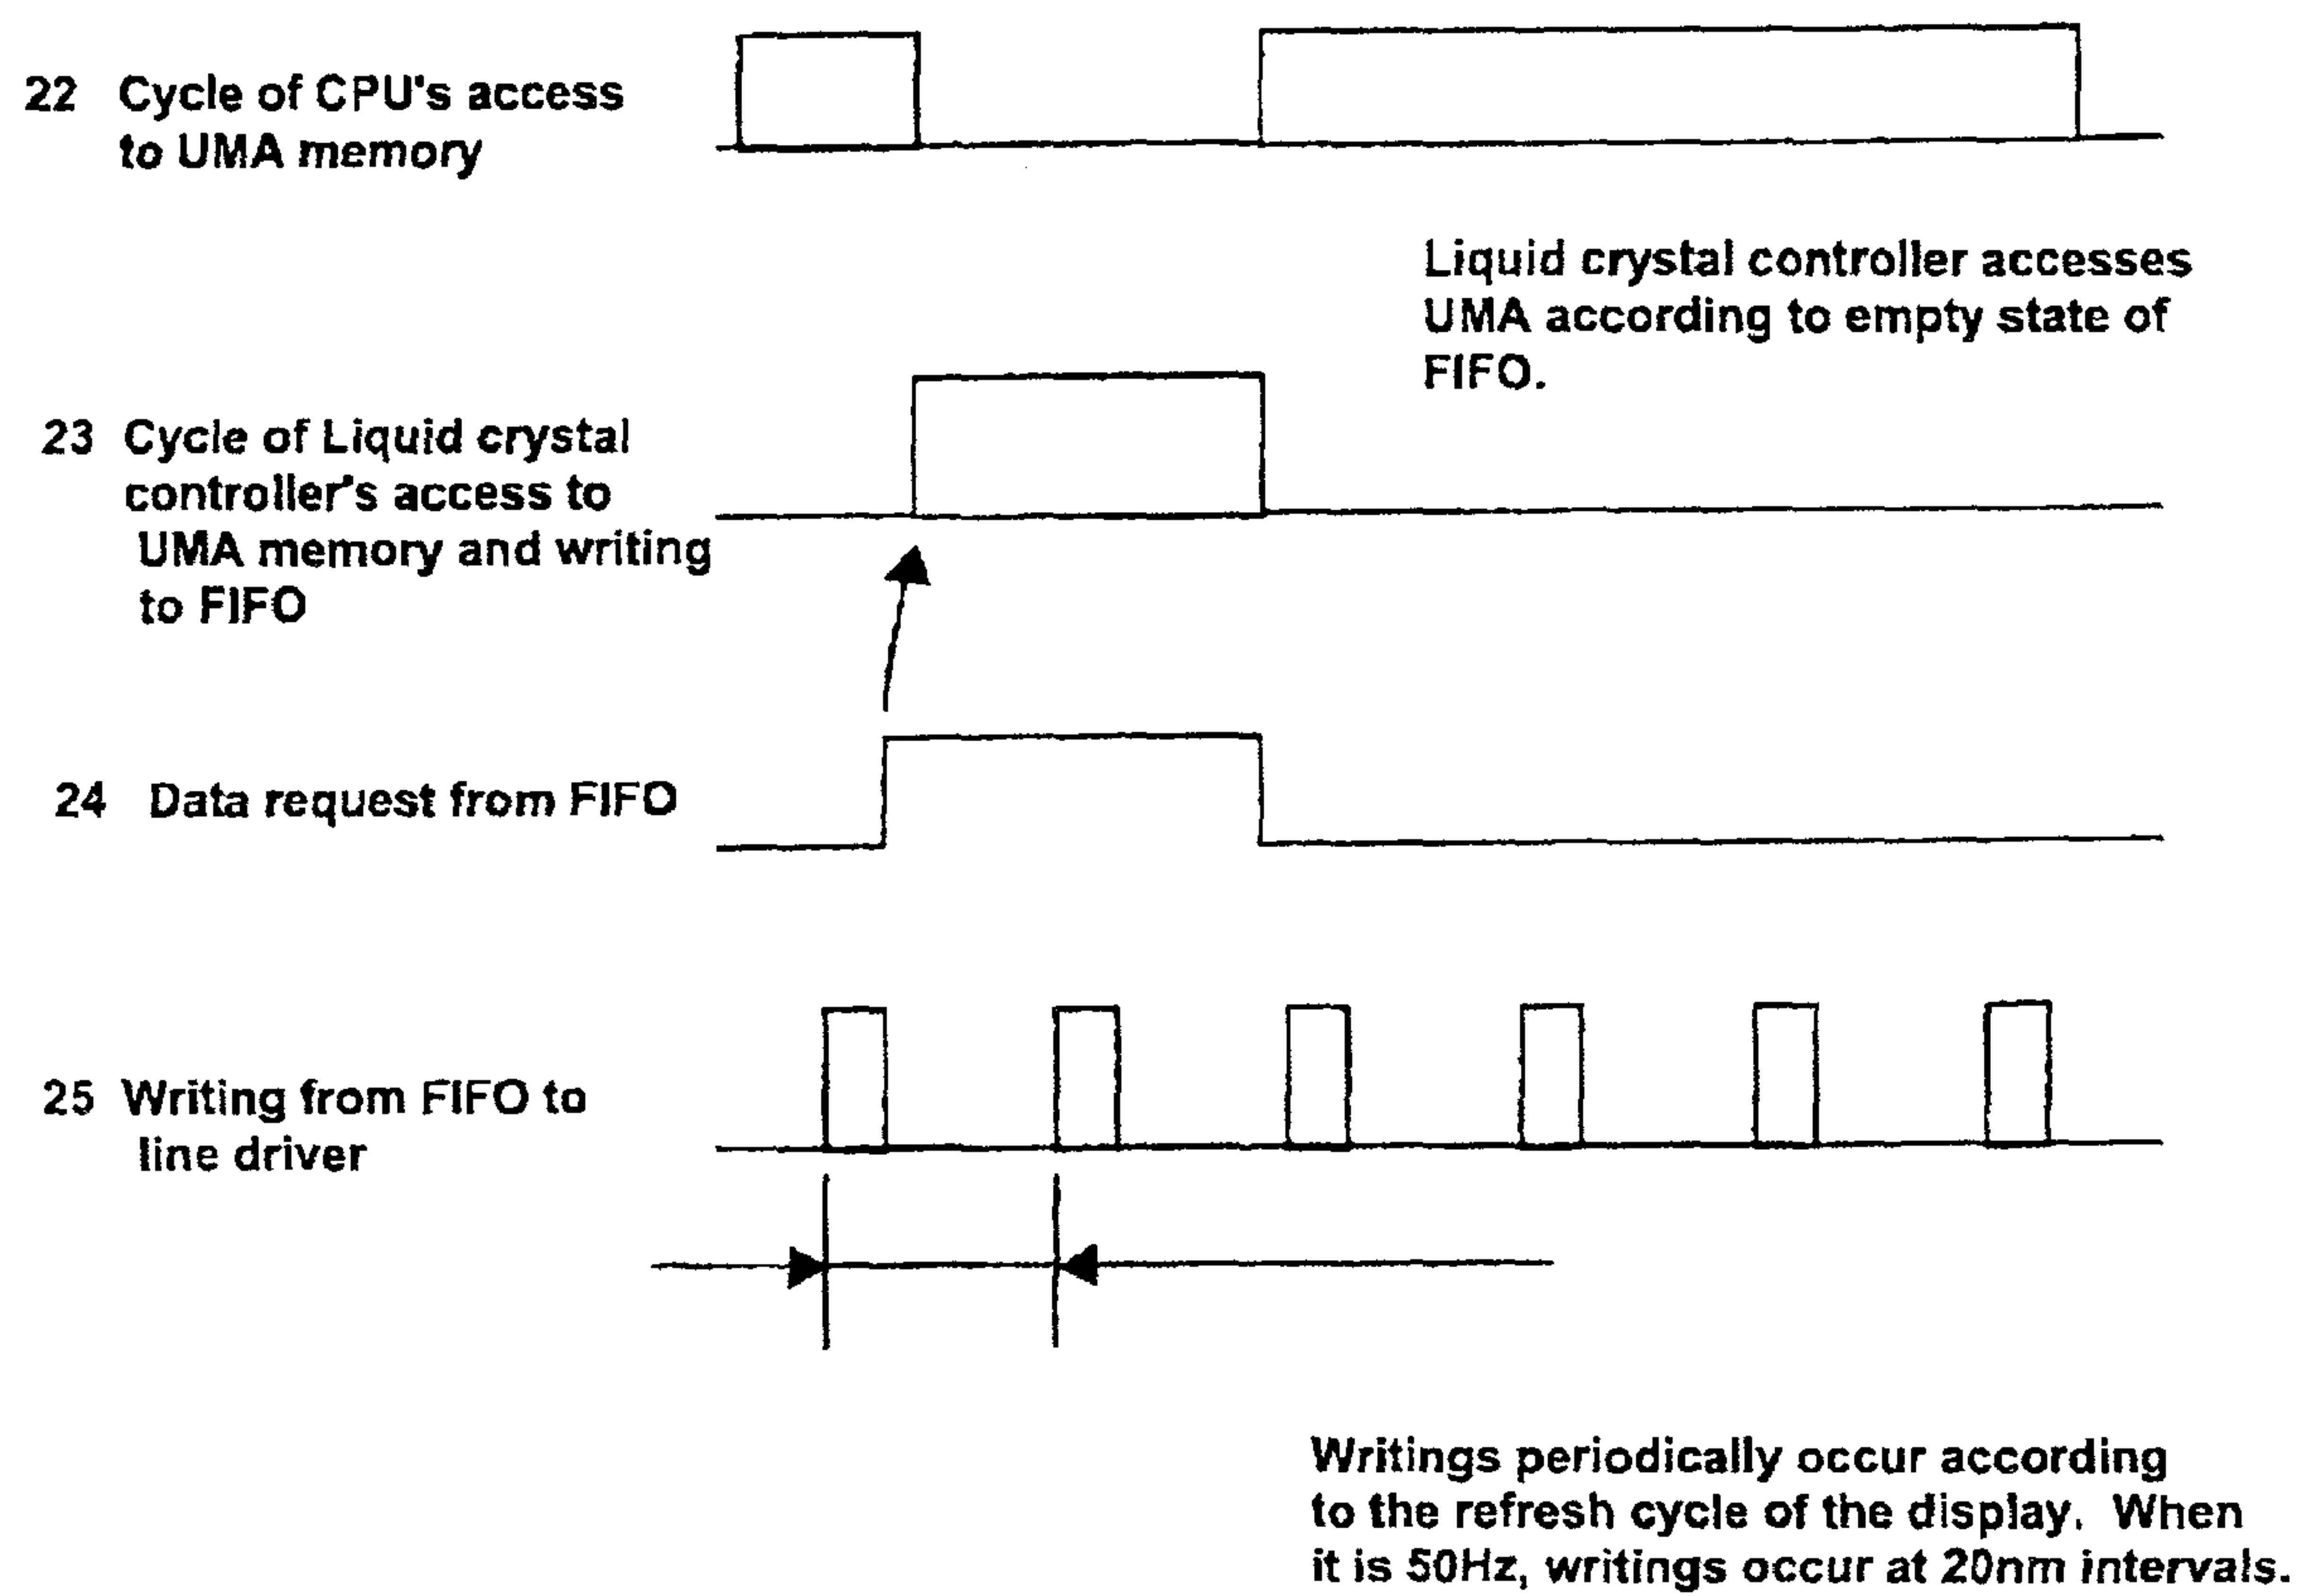 22 Cycle of CPU's access
to UMA memory
Liquid crystal controller accesses
UMA according to empty state of
FIFO.
23 Cycle of Liquid crystal
controller's access to
UMA memory and writing
to FIFO
24 Data request from FIFO
25 Writing from FIFO to
line driver
Writings periodically occur according
to the refresh cycle of the display. When
it is 50Hz, writings occur at 20nm intervals.